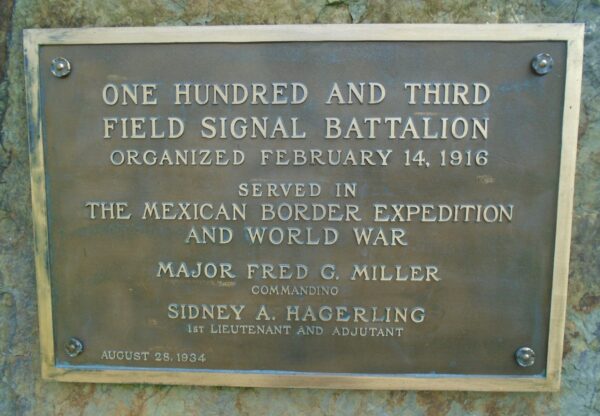 ONE HUNDRED AND THIRD
FIELD SIGNAL BATTALION
ORGANIZED FEBRUARY 14, 1916
SERVED IN
THE MEXICAN BORDER EXPEDITION
AND WORLD WAR
MAJOR FRED G. MILLER
COMMANDING
SIDNEY A. HAGERLING
1ST LIEUTENANT AND ADJUTANT
AUGUST 28, 1934